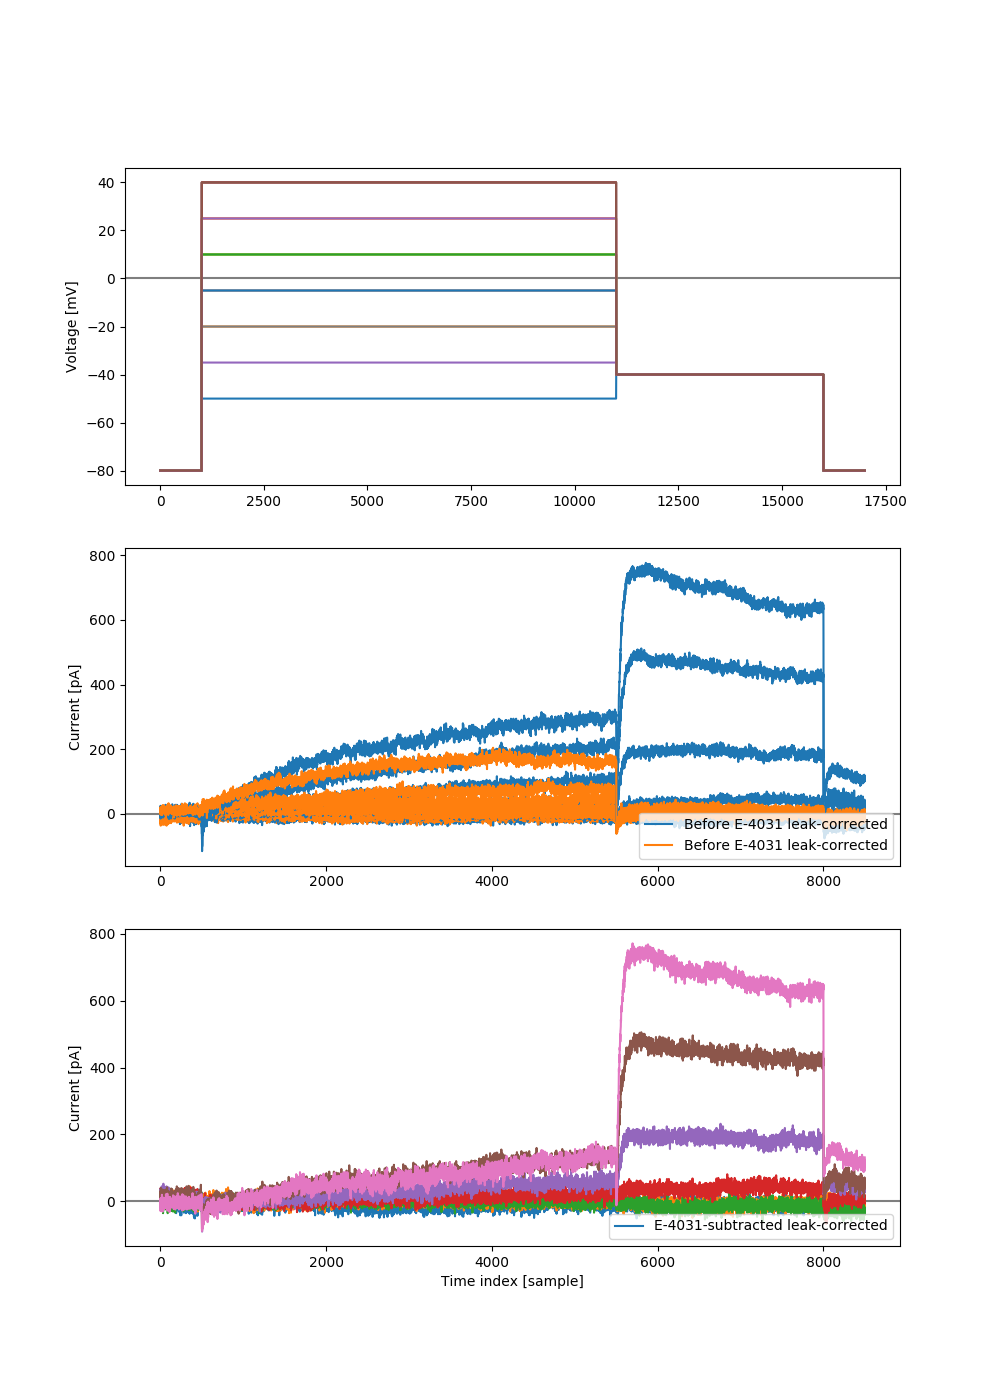 40
20
0
−20
−40
−60
−80
Voltage [mV]
0 2500 5000 7500 10000 12500 15000 17500
800
600
400
200
0
Current [pA]
Before E-4031 leak-corrected
Before E-4031 leak-corrected
0 2000 4000 6000 8000
800
600
400
200
0
Current [pA]
E-4031-subtracted leak-corrected
0 2000 4000 6000 8000
Time index [sample]